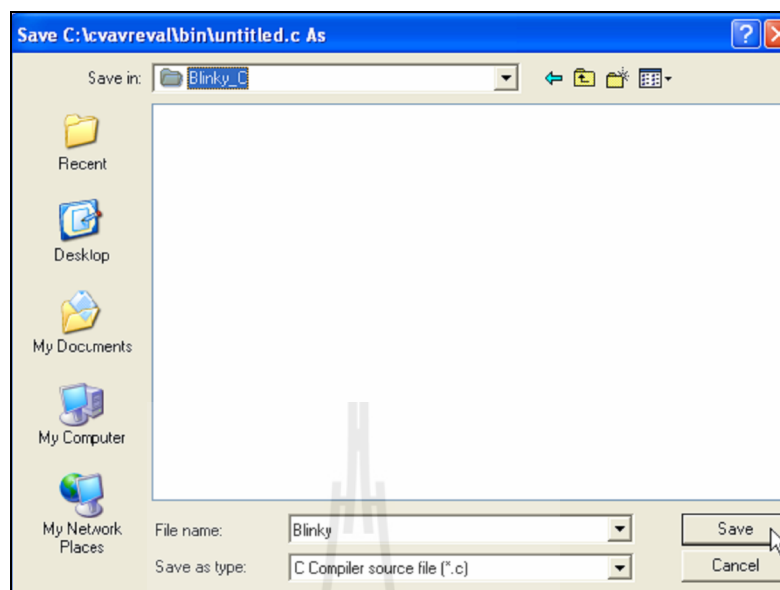 Save C:\cvavreval\bin\untitled.c As
Save in:
Blinky_C
Recent
Desktop
My Documents
My Computer
My Network
Places
File name:
Blinky
Save
Save as type:
C Compiler source file (*.c)
Cancel